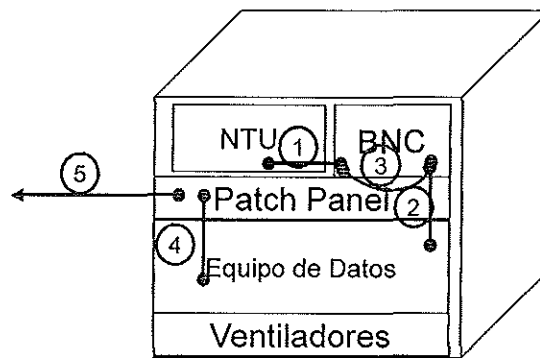 NTU 1 BNC
3
5
Patch Panel 2
4
Equipo de Datos
Ventiladores